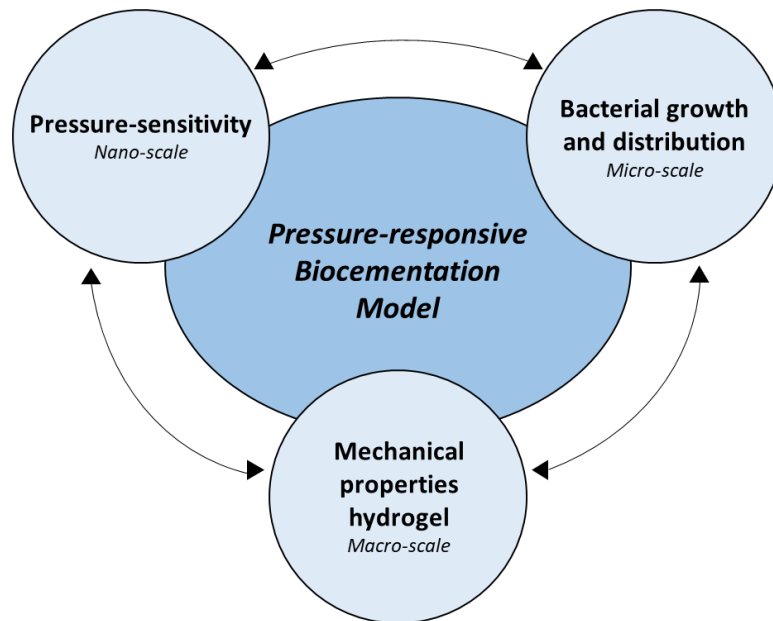 Pressure-sensitivity
Nano-scale
Bacterial growth
and distribution
Micro-scale
Pressure-responsive
Biocementation
Model
Mechanical
properties
hydrogel
Macro-scale